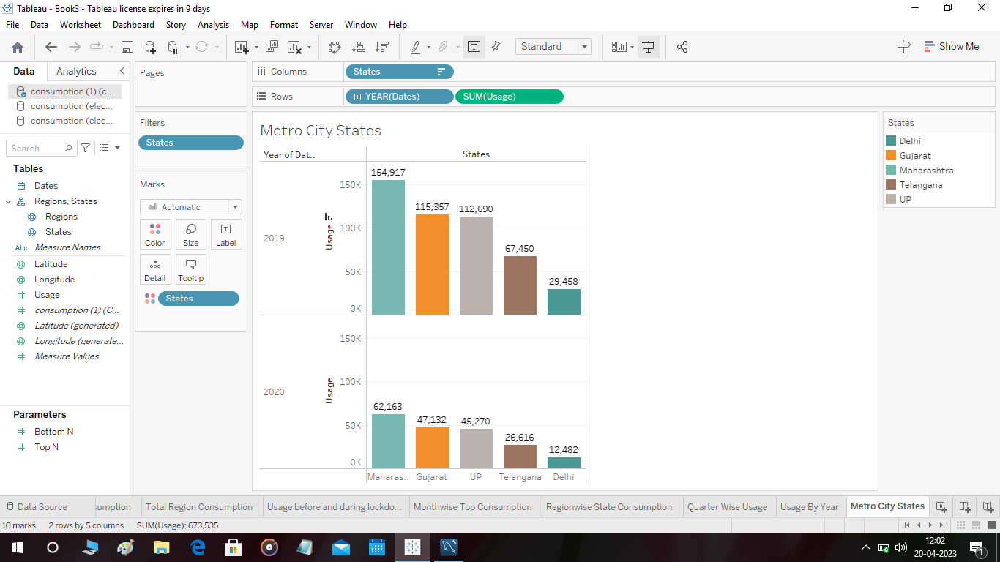 Tableau - Book3 - Tableau license expires in 9 days
File Data Worksheet Dashboard Story Analysis Map Format Server Window Help
Standard
Show Me
Data Analytics
consumption (1) (c...
consumption (elec...
consumption (elec...
Search
Tables
Dates
Regions, States
Regions
States
Abc Measure Names
Latitude
Longitude
Usage
consumption (1) (C...
Latitude (generated)
Longitude (generate...
Measure Values
Parameters
Bottom N
Top N
Pages
Filters
States
Marks
Automatic
Color Size Label
Detail Tooltip
States
Columns States
Rows YEAR(Dates) SUM(Usage)
Metro City States
Year of Dat.. States
2019
Usage
150K
100K
50K
0K
154,917
115,357
112,690
67,450
29,458
2020
Usage
150K
100K
50K
0K
62,163
47,132
45,270
26,616
12,482
Maharas.. Gujarat UP Telangana Delhi
States
Delhi
Gujarat
Maharashtra
Telangana
UP
Data Source sumption Total Region Consumption Usage before and during lockdo... Monthwise Top Consumption Regionwise State Consumption Quarter Wise Usage Usage By Year Metro City States
10 marks 2 rows by 5 columns SUM(Usage): 673,535
12:02
20-04-2023
1